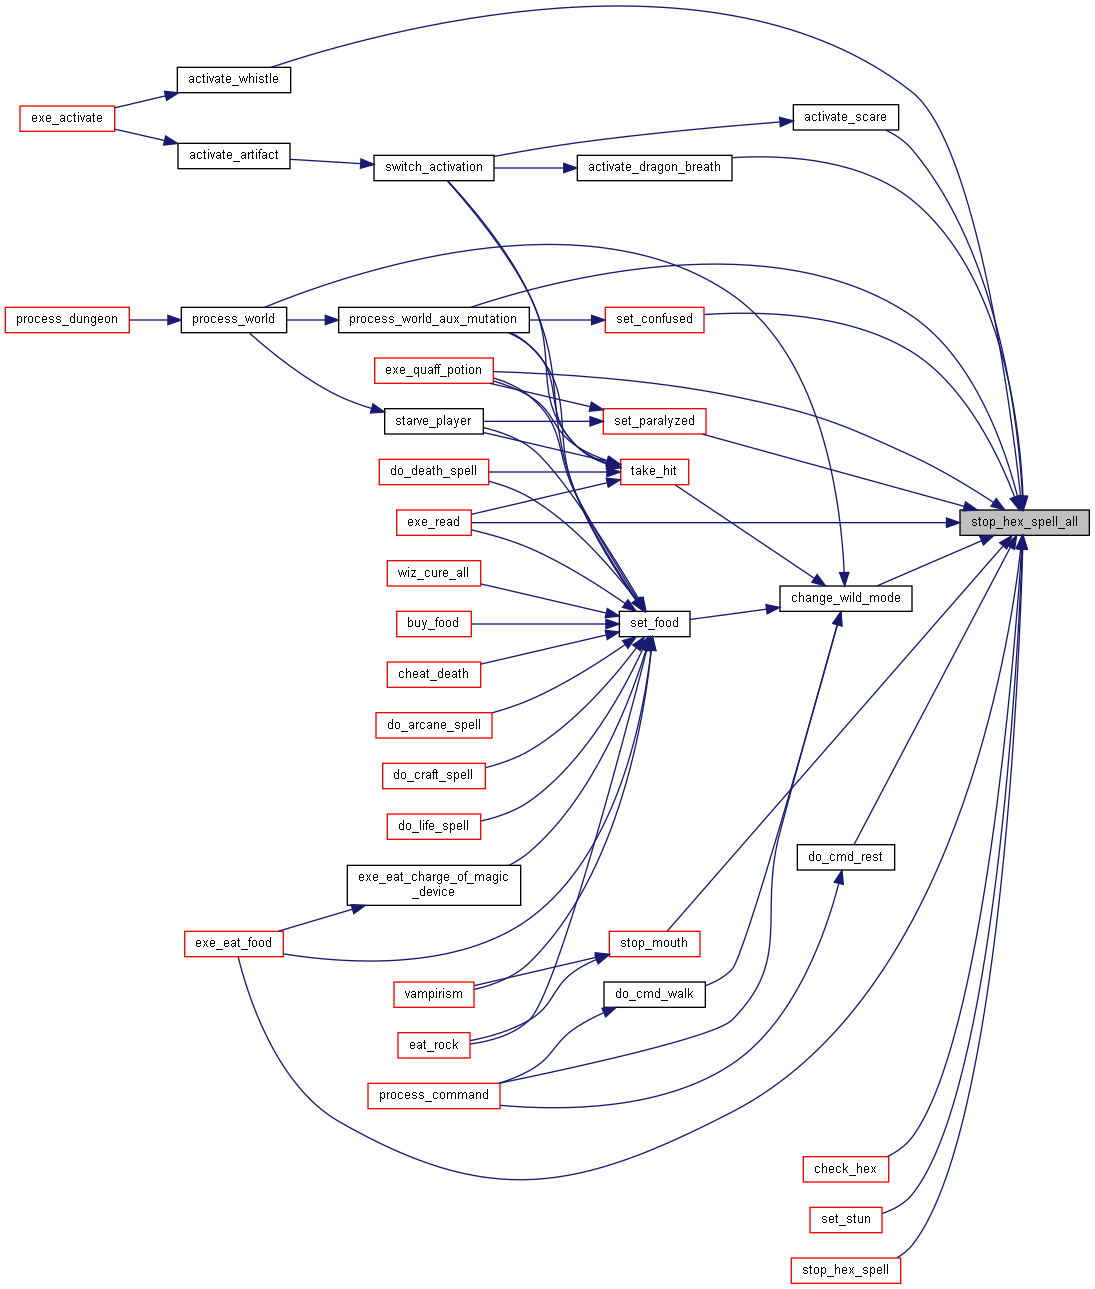 activate_whistle
exe_activate
activate_scare
activate_artifact
switch_activation
activate_dragon_breath
process_dungeon
process_world
process_world_aux_mutation
set_confused
exe_quaff_potion
starve_player
set_paralyzed
do_death_spell
take_hit
exe_read
stop_hex_spell_all
wiz_cure_all
change_wild_mode
buy_food
set_food
cheat_death
do_arcane_spell
do_craft_spell
do_life_spell
do_cmd_rest
exe_eat_charge_of_magic
_device
exe_eat_food
stop_mouth
vampirism
do_cmd_walk
eat_rock
process_command
check_hex
set_stun
stop_hex_spell